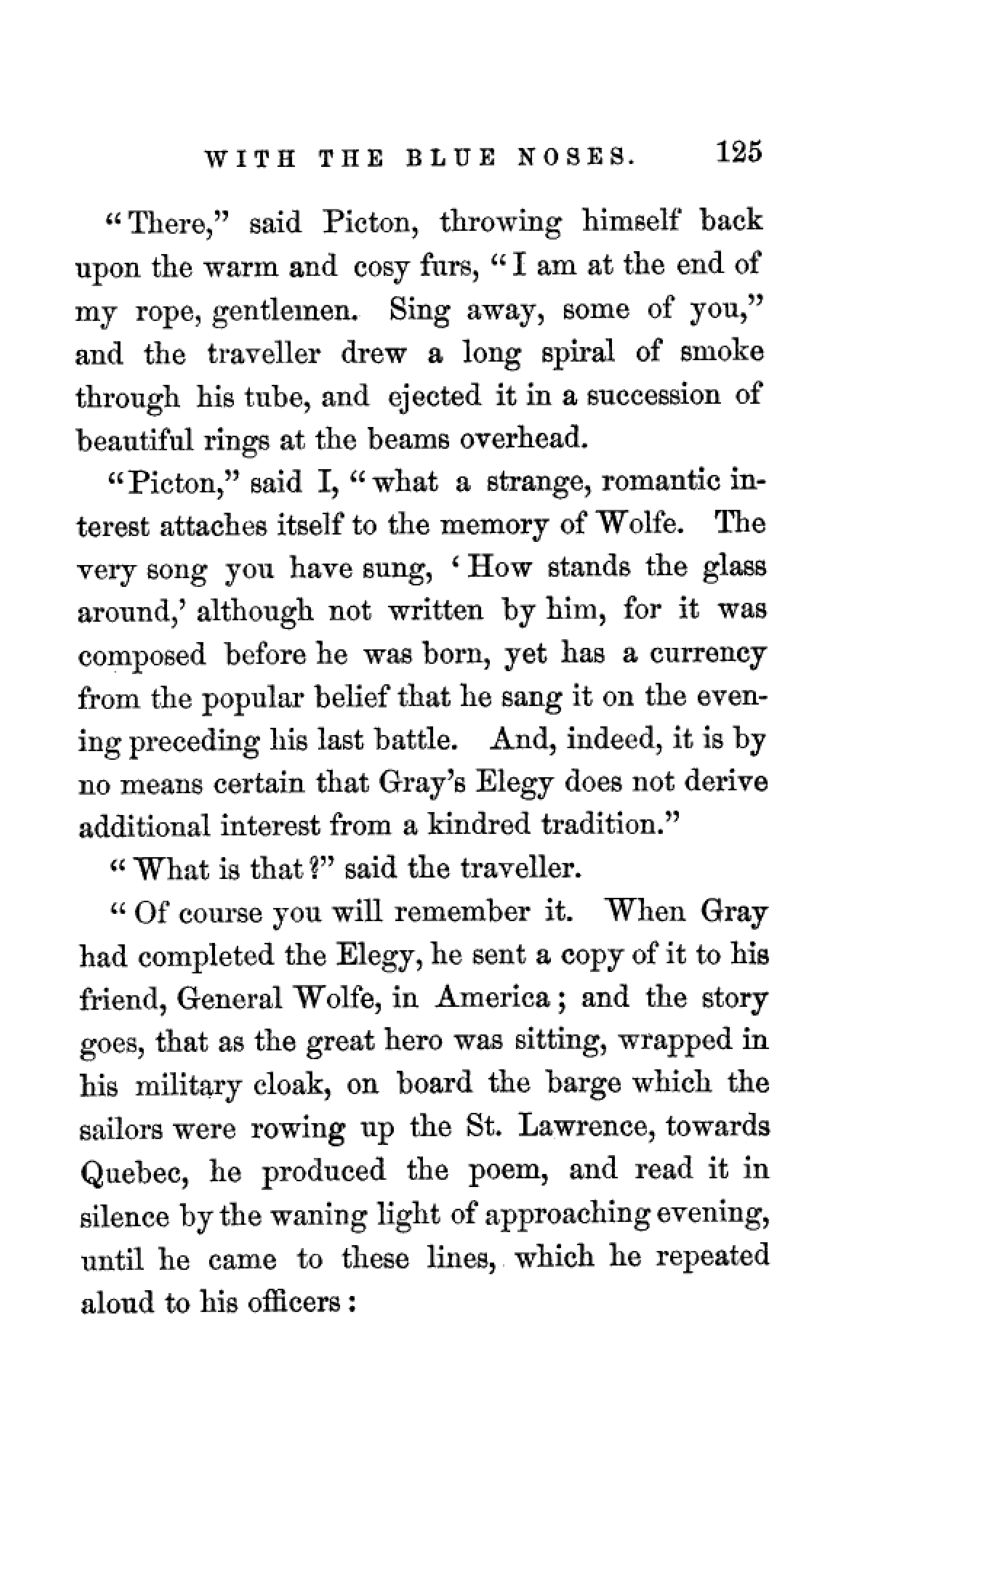 WITH THE BLUE NOSES. 125
“There,” said Picton, throwing himself back
upon the warm and cosy furs, “I am at the end of
my rope, gentlemen. Sing away, some of you,”
and the traveller drew a long spiral of smoke
through his tube, and ejected it in a succession of
beautiful rings at the beams overhead.
“Picton,” said I, “what a strange, romantic in-
terest attaches itself to the memory of Wolfe. The
very song you have sung, ‘How stands the glass
around,’ although not written by him, for it was
composed before he was born, yet has a currency
from the popular belief that he sang it on the even-
ing preceding his last battle. And, indeed, it is by
no means certain that Gray’s Elegy does not derive
additional interest from a kindred tradition.”
“What is that?” said the traveller.
“Of course you will remember it. When Gray
had completed the Elegy, he sent a copy of it to his
friend, General Wolfe, in America; and the story
goes, that as the great hero was sitting, wrapped in
his military cloak, on board the barge which the
sailors were rowing up the St. Lawrence, towards
Quebec, he produced the poem, and read it in
silence by the waning light of approaching evening,
until he came to these lines, which he repeated
aloud to his officers: